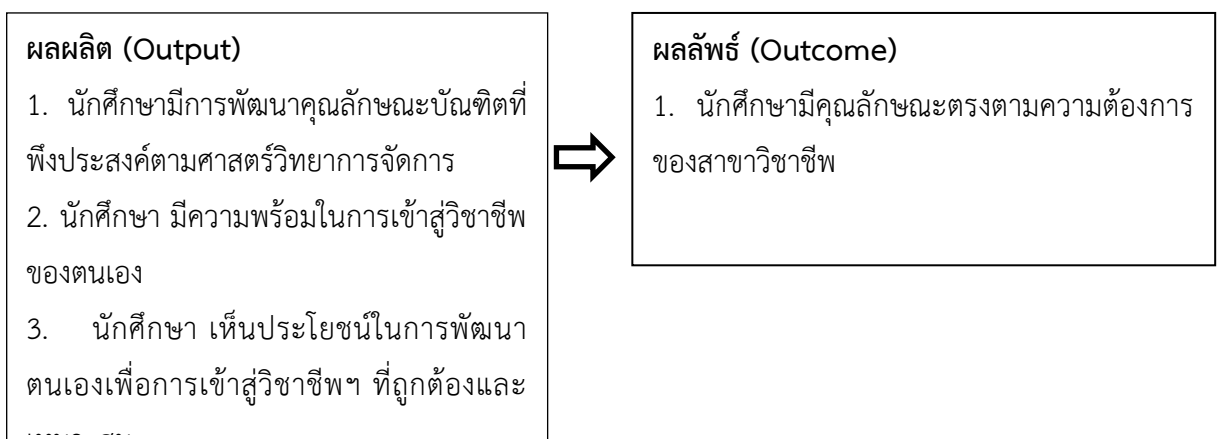 ผลผลิต (Output)
1. นักศึกษามีการพัฒนาคุณลักษณะบัณฑิตที่
พึงประสงค์ตามศาสตร์วิทยาการจัดการ
2. นักศึกษา มีความพร้อมในการเข้าสู่วิชาชีพ
ของตนเอง
3. นักศึกษา เห็นประโยชน์ในการพัฒนา
ตนเองเพื่อการเข้าสู่วิชาชีพฯ ที่ถูกต้องและ
ผลลัพธ์ (Outcome)
1. นักศึกษามีคุณลักษณะตรงตามความต้องการ
ของสาขาวิชาชีพ